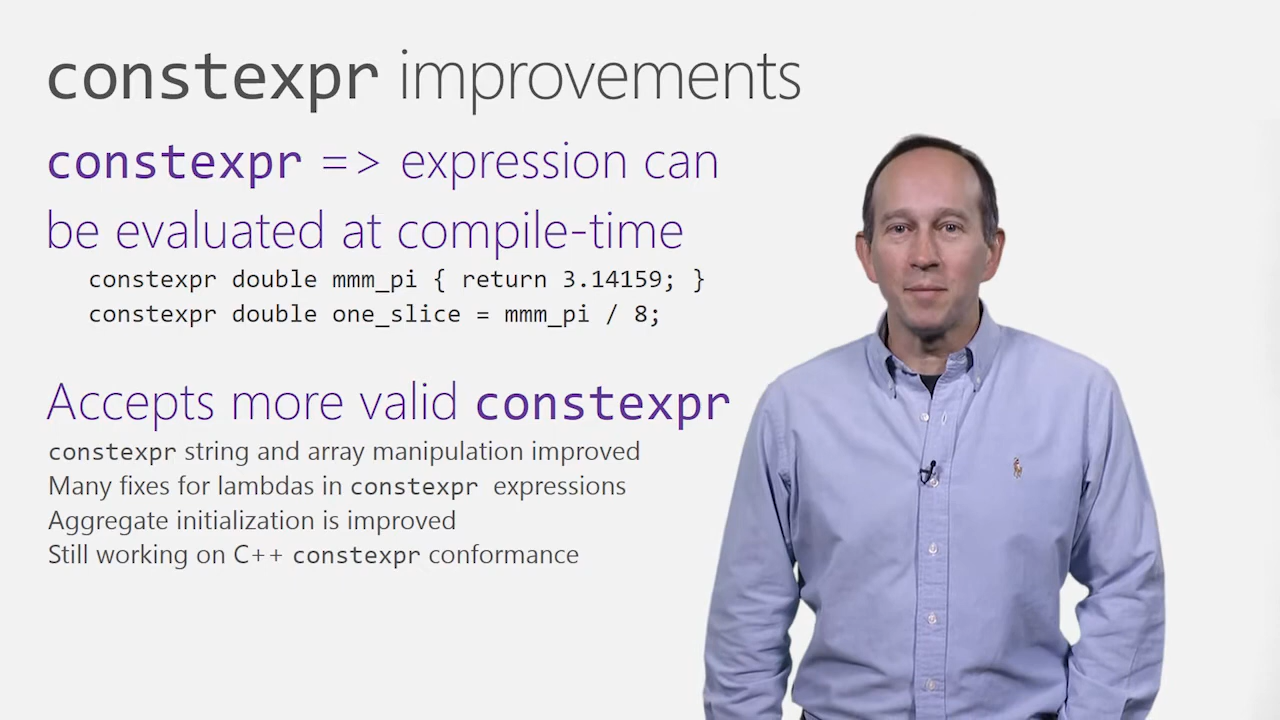 constexpr improvements
constexpr => expression can
be evaluated at compile-time
constexpr double mmm_pi { return 3.14159; }
constexpr double one_slice = mmm_pi / 8;
Accepts more valid constexpr
constexpr string and array manipulation improved
Many fixes for lambdas in constexpr expressions
Aggregate initialization is improved
Still working on C++ constexpr conformance